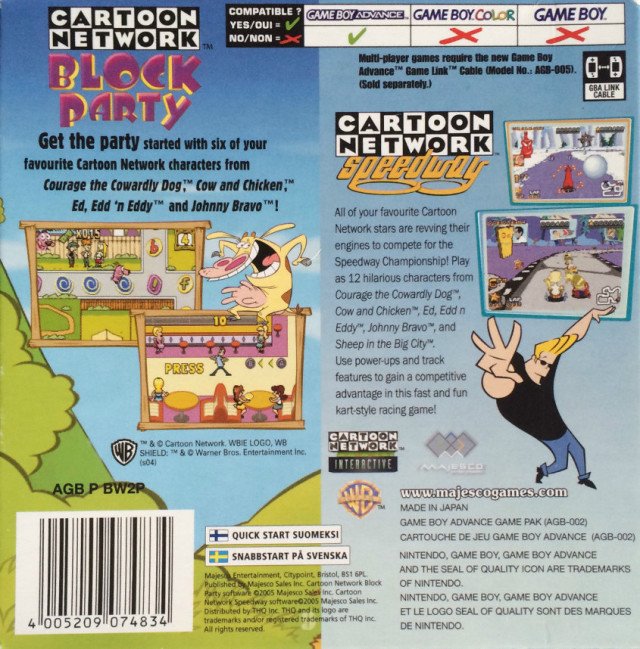 CARTOON
NETWORK™
BLOCK
PARTY
Get the party started with six of your
favourite Cartoon Network characters from
Courage the Cowardly Dog,™ Cow and Chicken,™
Ed, Edd 'n Eddy™ and Johnny Bravo™!
10
PRESS
WB
™ & © Cartoon Network. WBIE LOGO, WB
SHIELD: ™ & © Warner Bros. Entertainment Inc.
(s04)
AGB P BW2P
4 005209 074834
COMPATIBLE ?
YES/OUI = ✓
NO/NON = ✗
GAME BOY ADVANCE
GAME BOY COLOR
GAME BOY
Multi-player games require the new Game Boy
Advance™ Game Link™ Cable (Model No.: AGB-005).
(Sold separately.)
GBA LINK
CABLE
CARTOON
NETWORK™
Speedway
All of your favourite Cartoon
Network stars are revving their
engines to compete for the
Speedway Championship! Play
as 12 hilarious characters from
Courage the Cowardly Dog™,
Cow and Chicken™, Ed, Edd n
Eddy™, Johnny Bravo™, and
Sheep in the Big City™.
Use power-ups and track
features to gain a competitive
advantage in this fast and fun
kart-style racing game!
LAP
LAP
CARTOON
NETWORK
INTERACTIVE
MAJESCO
WB
www.majescogames.com
MADE IN JAPAN
GAME BOY ADVANCE GAME PAK (AGB-002)
CARTOUCHE DE JEU GAME BOY ADVANCE (AGB-002)
NINTENDO, GAME BOY, GAME BOY ADVANCE
AND THE SEAL OF QUALITY ICON ARE TRADEMARKS
OF NINTENDO.
NINTENDO, GAME BOY, GAME BOY ADVANCE
ET LE LOGO SEAL OF QUALITY SONT DES MARQUES
DE NINTENDO.
QUICK START SUOMEKSI
SNABBSTART PÅ SVENSKA
Majesco Entertainment, Citypoint, Bristol, BS1 6PL.
Published by Majesco Sales Inc. Cartoon Network Block
Party software ©2005 Majesco Sales Inc. Cartoon
Network Speedway software©2005 Majesco Sales Inc.
Distributed by THQ Inc. THQ and its logo are
trademarks and/or registered trademarks of THQ Inc.
All rights reserved.